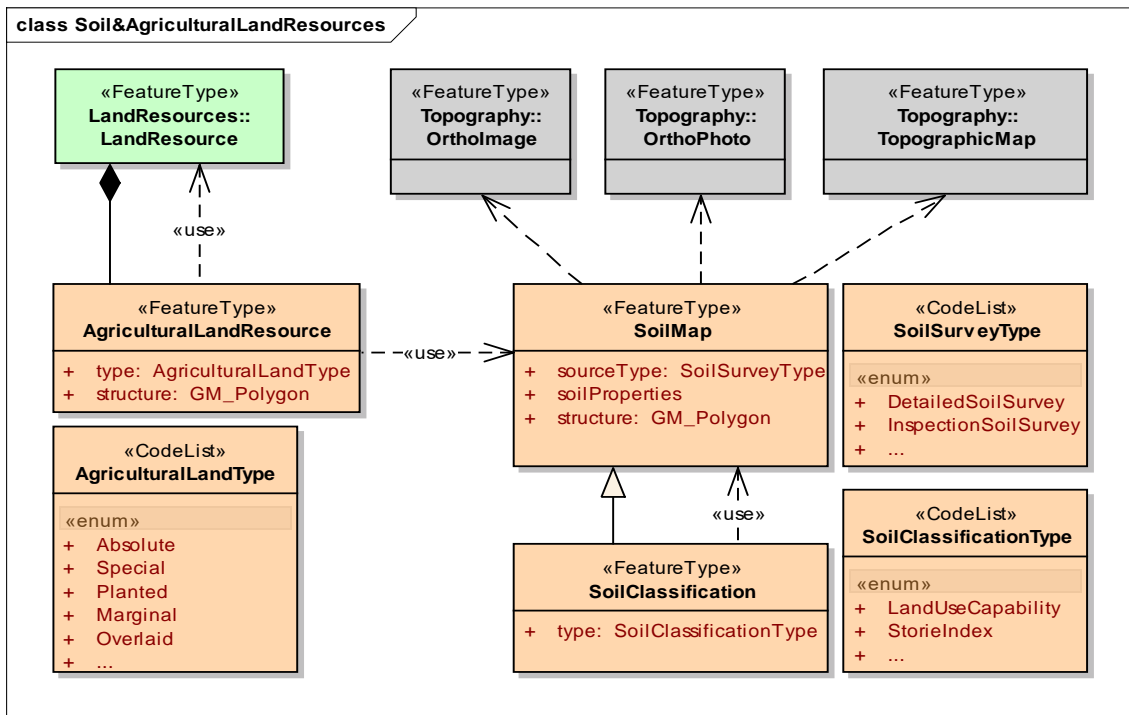 class Soil&AgriculturalLandResources
«FeatureType»
LandResources::
LandResource
«FeatureType»
Topography::
OrthoImage
«FeatureType»
Topography::
OrthoPhoto
«FeatureType»
Topography::
TopographicMap
«use»
«FeatureType»
AgriculturalLandResource
+ type: AgriculturalLandType
+ structure: GM_Polygon
«use»
«FeatureType»
SoilMap
+ sourceType: SoilSurveyType
+ soilProperties
+ structure: GM_Polygon
«CodeList»
SoilSurveyType
«enum»
+ DetailedSoilSurvey
+ InspectionSoilSurvey
+ ...
«CodeList»
AgriculturalLandType
«enum»
+ Absolute
+ Special
+ Planted
+ Marginal
+ Overlaid
+ ...
«use»
«FeatureType»
SoilClassification
+ type: SoilClassificationType
«CodeList»
SoilClassificationType
«enum»
+ LandUseCapability
+ StorieIndex
+ ...